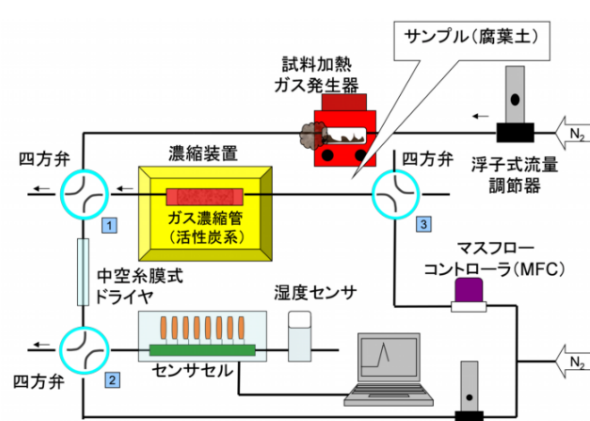 サンプル（腐葉土）
試料加熱
ガス発生器
N2
四方弁
濃縮装置
四方弁
浮子式流量
調節器
ガス濃縮管
（活性炭系）
1
3
中空糸膜式
ドライヤ
湿度センサ
マスフロー
コントローラ(MFC)
四方弁
2
センサセル
N2